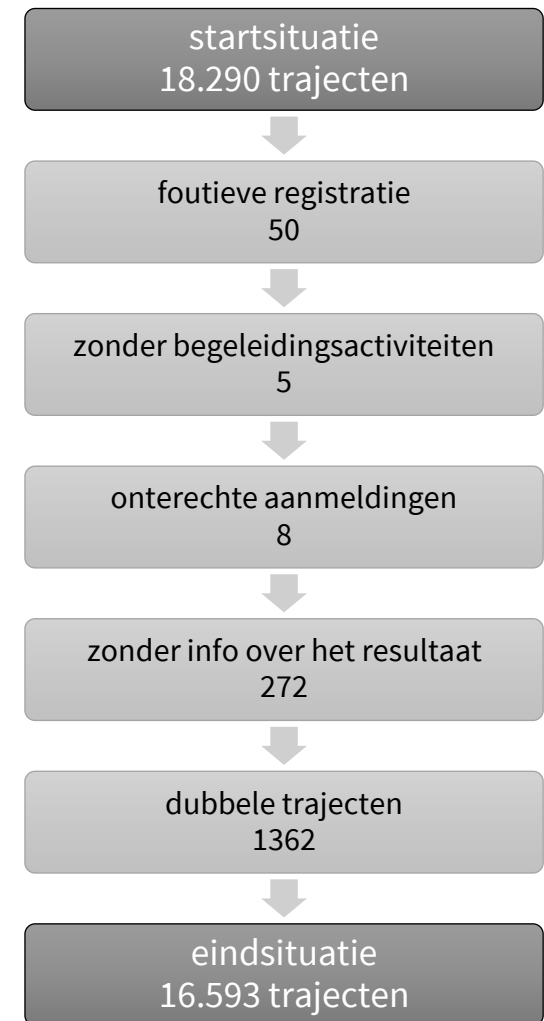 startsituatie
18.290 trajecten
foutieve registratie
50
zonder begeleidingsactiviteiten
5
onterechte aanmeldingen
8
zonder info over het resultaat
272
dubbele trajecten
1362
eindsituatie
16.593 trajecten